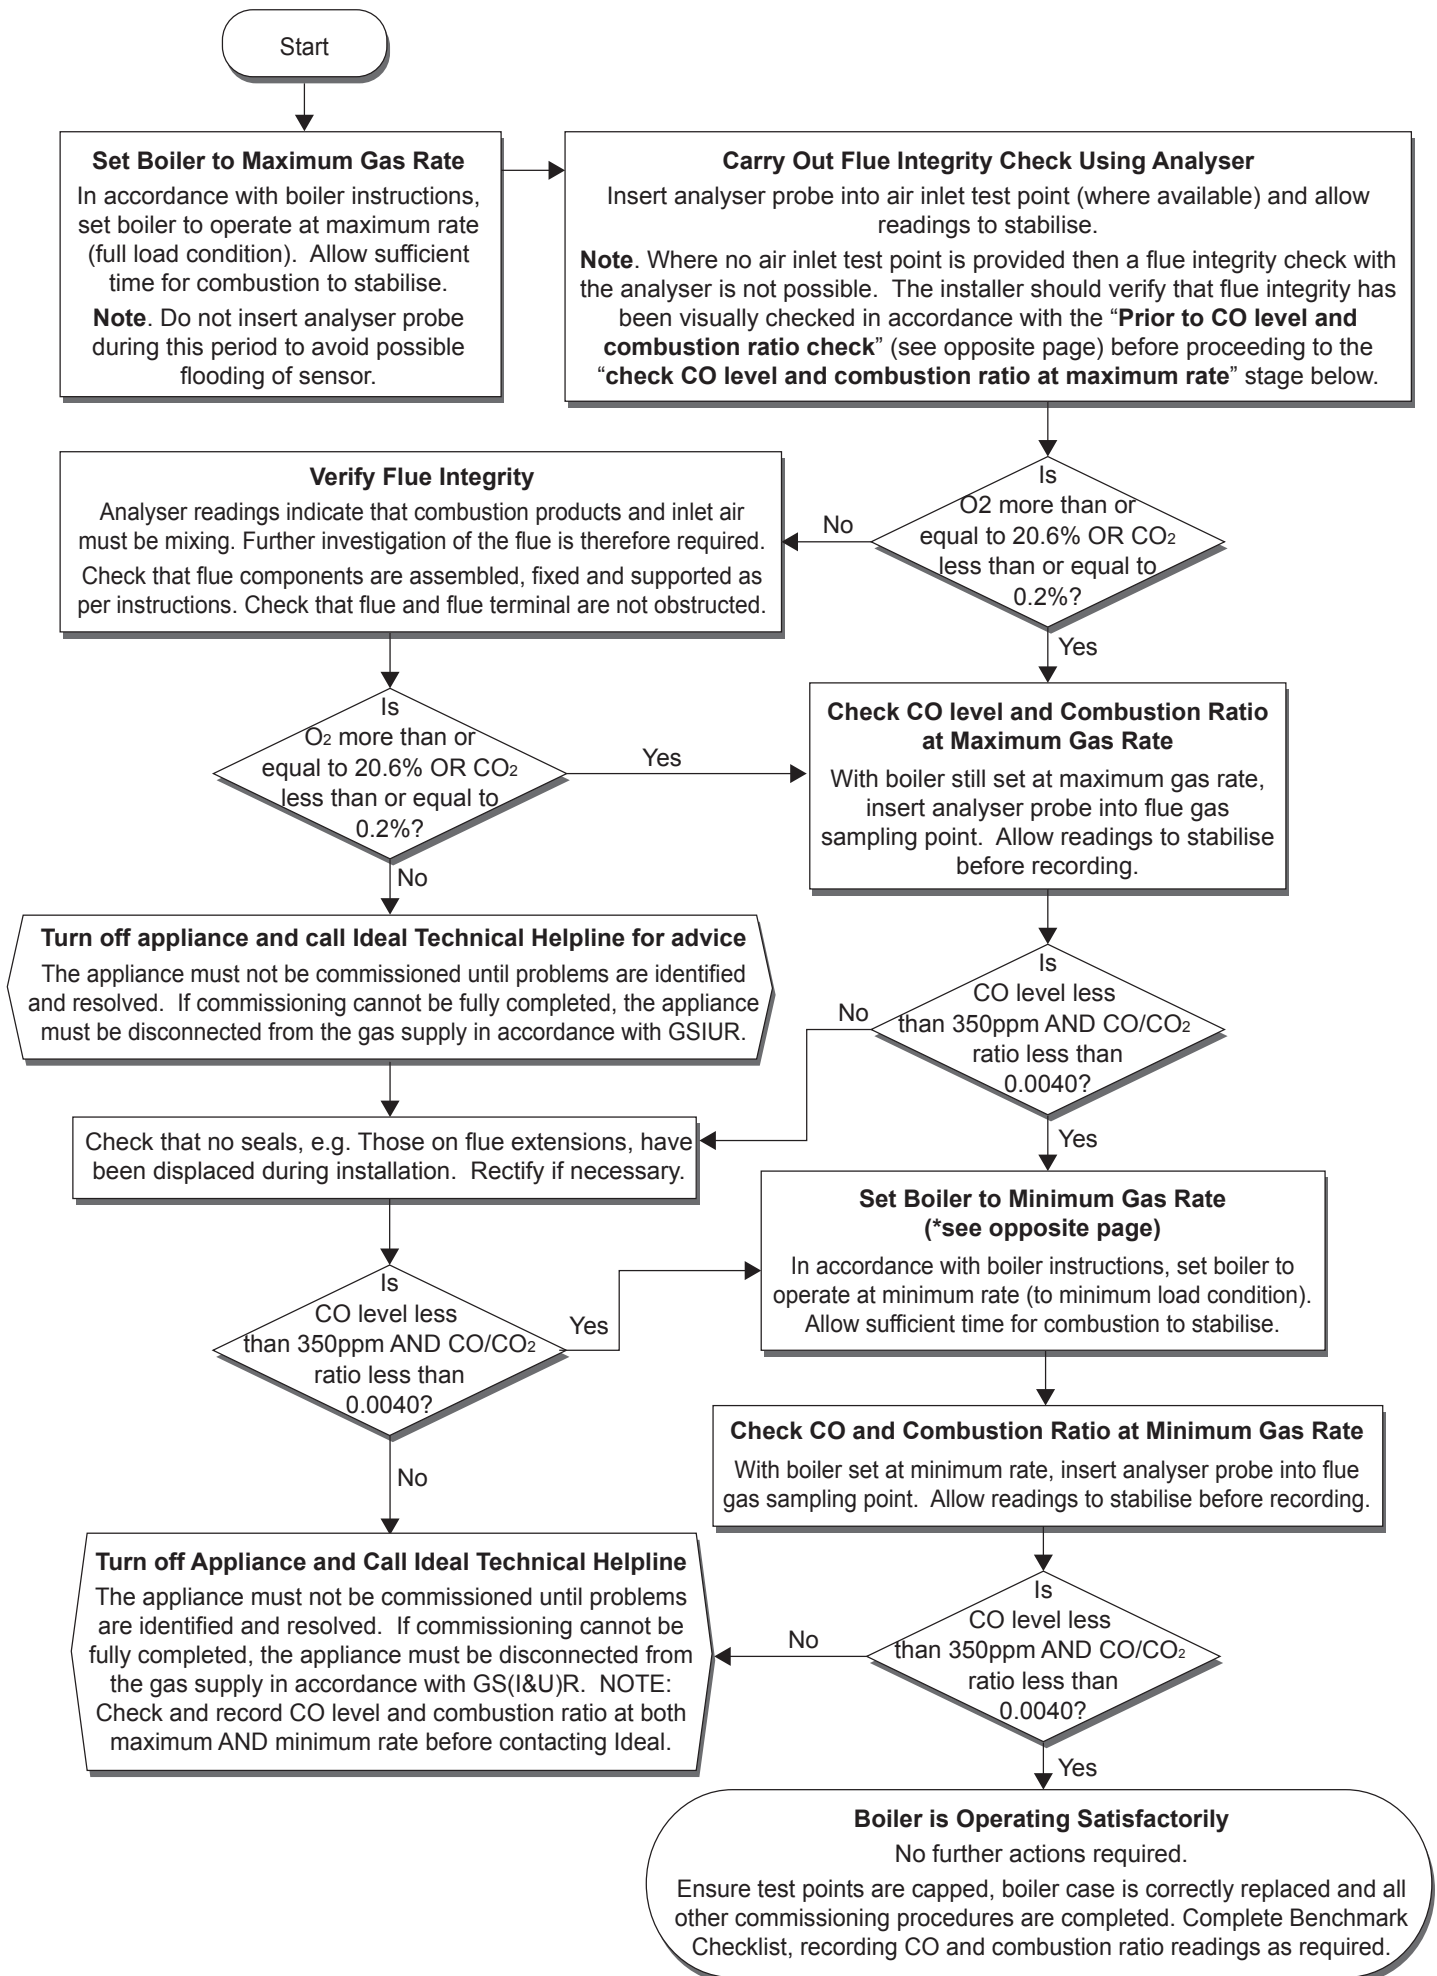 Start
Set Boiler to Maximum Gas Rate
In accordance with boiler instructions,
set boiler to operate at maximum rate
(full load condition).  Allow sufficient
time for combustion to stabilise.
Note. Do not insert analyser probe
during this period to avoid possible
flooding of sensor.
Carry Out Flue Integrity Check Using Analyser
Insert analyser probe into air inlet test point (where available) and allow
readings to stabilise.
Note. Where no air inlet test point is provided then a flue integrity check with
the analyser is not possible.  The installer should verify that flue integrity has
been visually checked in accordance with the “Prior to CO level and
combustion ratio check” (see opposite page) before proceeding to the
“check CO level and combustion ratio at maximum rate” stage below.
Is
O2 more than or
equal to 20.6% OR CO2
less than or equal to
0.2%?
No
Yes
Verify Flue Integrity
Analyser readings indicate that combustion products and inlet air
must be mixing. Further investigation of the flue is therefore required.
Check that flue components are assembled, fixed and supported as
per instructions. Check that flue and flue terminal are not obstructed.
Is
O2 more than or
equal to 20.6% OR CO2
less than or equal to
0.2%?
Yes
No
Check CO level and Combustion Ratio
at Maximum Gas Rate
With boiler still set at maximum gas rate,
insert analyser probe into flue gas
sampling point.  Allow readings to stabilise
before recording.
Turn off appliance and call Ideal Technical Helpline for advice
The appliance must not be commissioned until problems are identified
and resolved.  If commissioning cannot be fully completed, the appliance
must be disconnected from the gas supply in accordance with GSIUR.
Is
CO level less
than 350ppm AND CO/CO2
ratio less than
0.0040?
No
Yes
Check that no seals, e.g. Those on flue extensions, have
been displaced during installation.  Rectify if necessary.
Set Boiler to Minimum Gas Rate
(*see opposite page)
In accordance with boiler instructions, set boiler to
operate at minimum rate (to minimum load condition).
Allow sufficient time for combustion to stabilise.
Is
CO level less
than 350ppm AND CO/CO2
ratio less than
0.0040?
Yes
No
Check CO and Combustion Ratio at Minimum Gas Rate
With boiler set at minimum rate, insert analyser probe into flue
gas sampling point.  Allow readings to stabilise before recording.
Turn off Appliance and Call Ideal Technical Helpline
The appliance must not be commissioned until problems
are identified and resolved.  If commissioning cannot be
fully completed, the appliance must be disconnected from
the gas supply in accordance with GS(I&U)R.  NOTE:
Check and record CO level and combustion ratio at both
maximum AND minimum rate before contacting Ideal.
Is
CO level less
than 350ppm AND CO/CO2
ratio less than
0.0040?
No
Yes
Boiler is Operating Satisfactorily
No further actions required.
Ensure test points are capped, boiler case is correctly replaced and all
other commissioning procedures are completed. Complete Benchmark
Checklist, recording CO and combustion ratio readings as required.